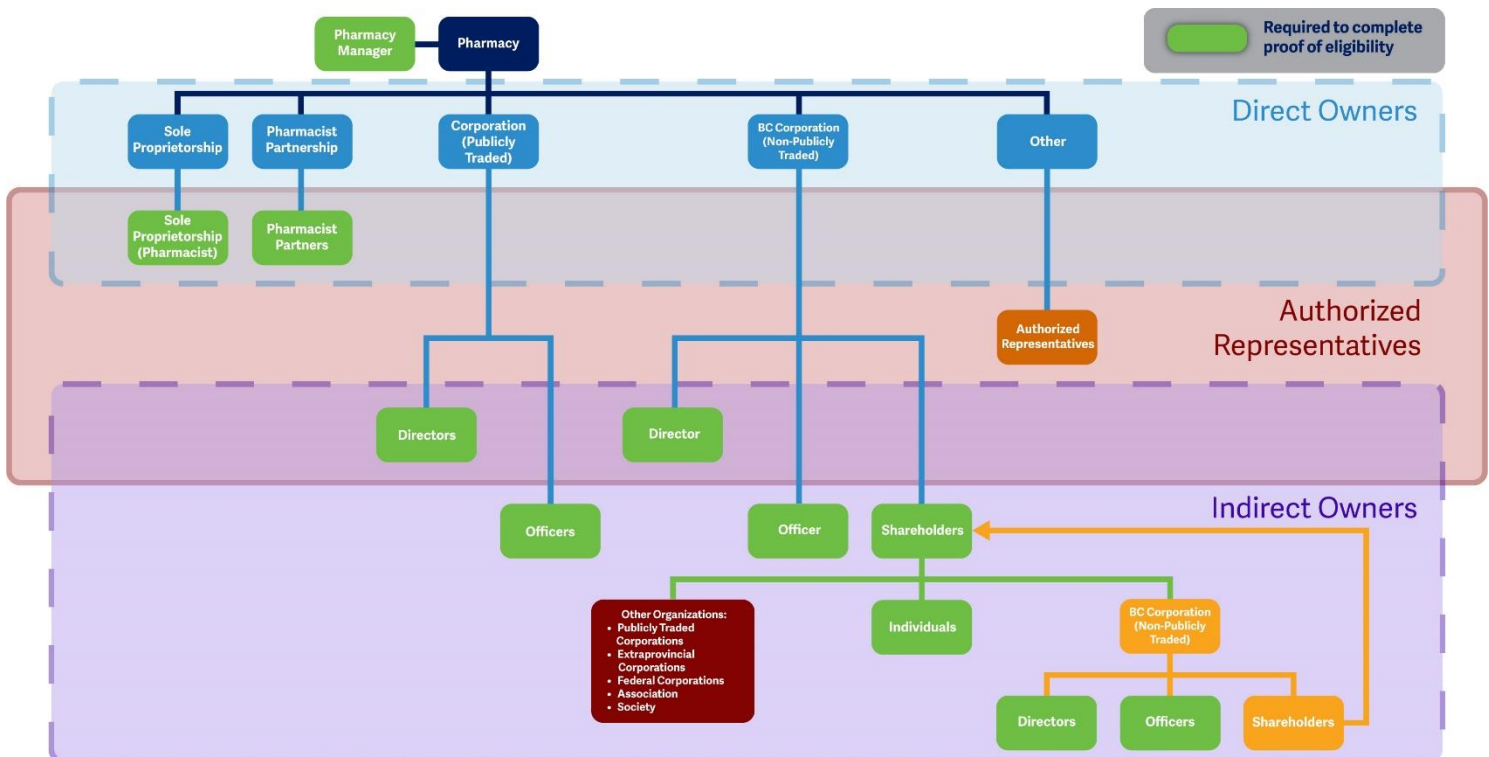 Pharmacy
Manager
Pharmacy
Required to complete
proof of eligibility
Direct Owners
Sole
Proprietorship
Pharmacist
Partnership
Corporation
(Publicly
Traded)
BC Corporation
(Non-Publicly
Traded)
Other
Sole
Proprietorship
(Pharmacist)
Pharmacist
Partners
Authorized
Representatives
Authorized
Representatives
Directors
Director
Indirect Owners
Officers
Officer
Shareholders
Other Organizations:
• Publicly Traded
Corporations
• Extraprovincial
Corporations
• Federal Corporations
• Association
• Society
Individuals
BC Corporation
(Non-Publicly
Traded)
Directors
Officers
Shareholders